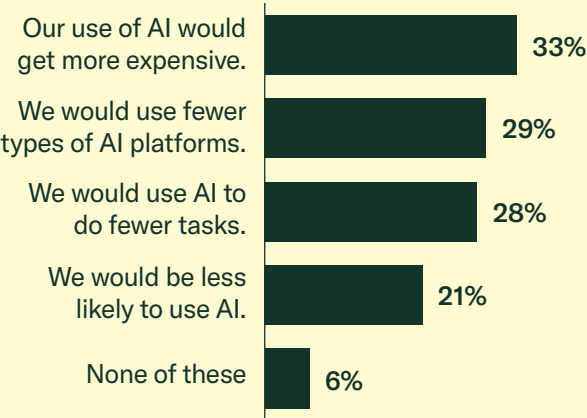 Our use of AI would
get more expensive.
33%
We would use fewer
types of AI platforms.
29%
We would use AI to
do fewer tasks.
28%
We would be less
likely to use AI.
21%
None of these
6%